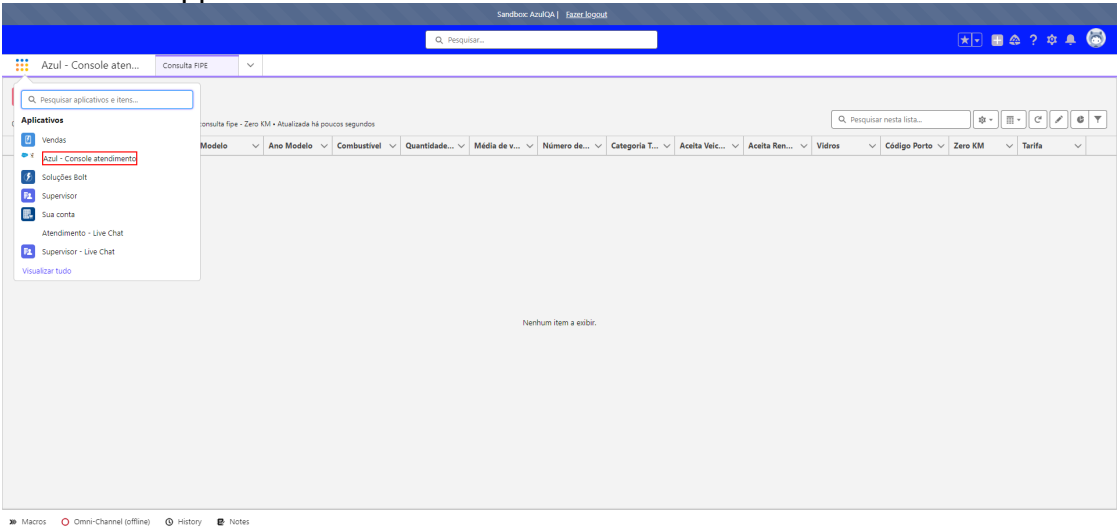 Sandbox: AzulQA | Fazer logout
Pesquisar...
Azul - Console aten...
Consulta FIPE
Pesquisar aplicativos e itens...
Aplicativos
Vendas
Azul - Console atendimento
Soluções Bolt
Supervisor
Sua conta
Atendimento - Live Chat
Supervisor - Live Chat
Visualizar tudo
consulta fipe - Zero KM • Atualizada há poucos segundos
Pesquisar nesta lista...
Modelo Ano Modelo Combustível Quantidade... Média de v... Número de... Categoria T... Aceita Veic... Aceita Ren... Vidros Código Porto Zero KM Tarifa
Nenhum item a exibir.
Macros Omni-Channel (offline) History Notes